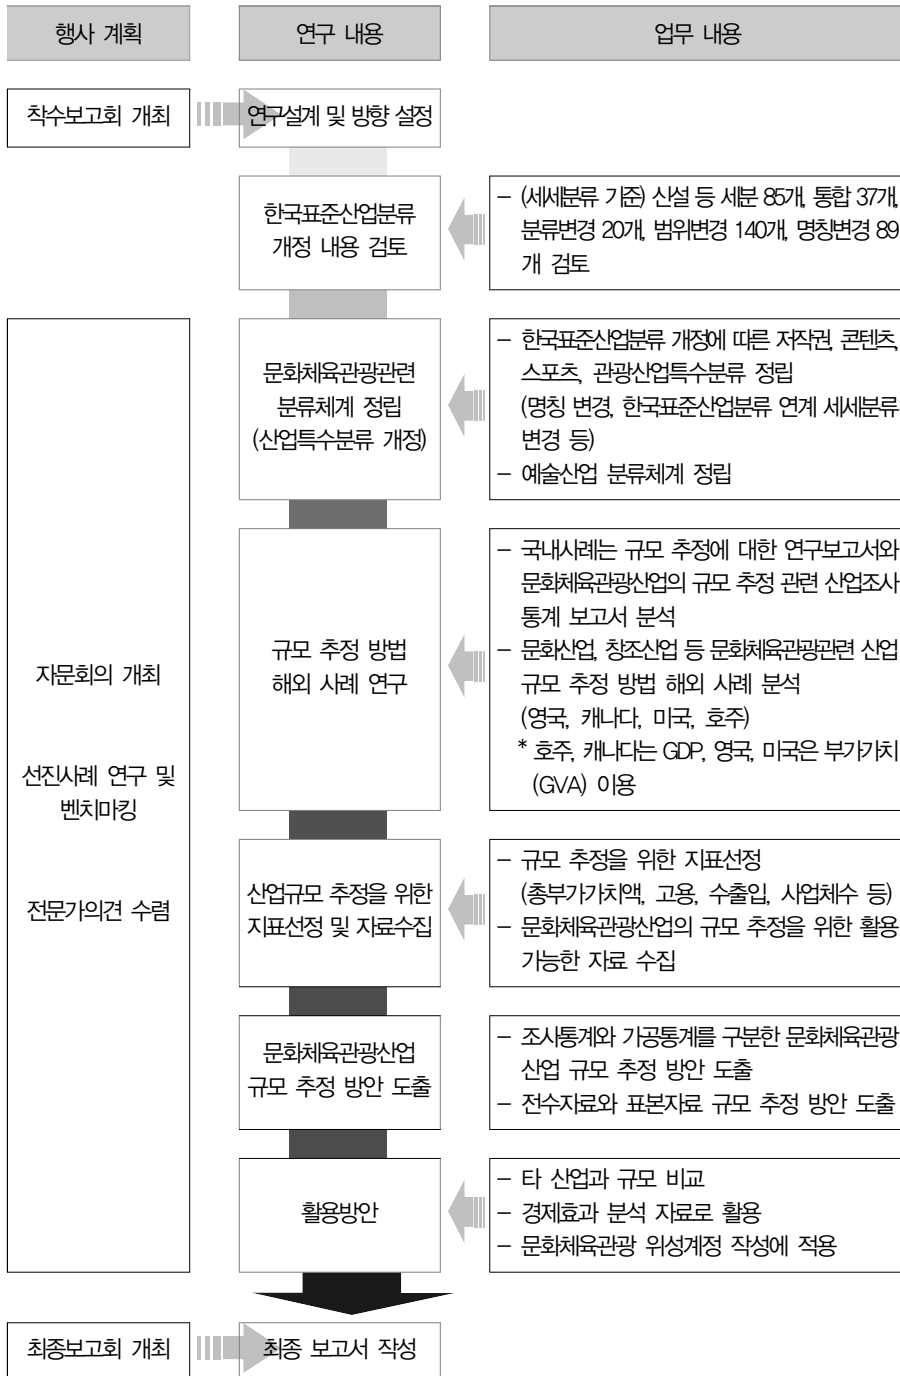 행사 계획
연구 내용
업무 내용
착수보고회 개최
연구설계 및 방향 설정
한국표준산업분류
개정 내용 검토
- (세세분류 기준) 신설 등 세분 85개, 통합 37개,
분류변경 20개, 범위변경 140개, 명칭변경 89
개 검토
문화체육관광관련
분류체계 정립
(산업특수분류 개정)
- 한국표준산업분류 개정에 따른 저작권, 콘텐츠,
스포츠, 관광산업특수분류 정립
(명칭 변경, 한국표준산업분류 연계 세세분류
변경 등)
- 예술산업 분류체계 정립
자문회의 개최
선진사례 연구 및
벤치마킹
전문가의견 수렴
규모 추정 방법
해외 사례 연구
- 국내사례는 규모 추정에 대한 연구보고서와
문화체육관광산업의 규모 추정 관련 산업조사
통계 보고서 분석
- 문화산업, 창조산업 등 문화체육관광관련 산업
규모 추정 방법 해외 사례 분석
(영국, 캐나다, 미국, 호주)
* 호주, 캐나다는 GDP, 영국, 미국은 부가가치
(GVA) 이용
산업규모 추정을 위한
지표선정 및 자료수집
- 규모 추정을 위한 지표선정
(총부가가치액, 고용, 수출입, 사업체수 등)
- 문화체육관광산업의 규모 추정을 위한 활용
가능한 자료 수집
문화체육관광산업
규모 추정 방안 도출
- 조사통계와 가공통계를 구분한 문화체육관광
산업 규모 추정 방안 도출
- 전수자료와 표본자료 규모 추정 방안 도출
활용방안
- 타 산업과 규모 비교
- 경제효과 분석 자료로 활용
- 문화체육관광 위성계정 작성에 적용
최종보고회 개최
최종 보고서 작성